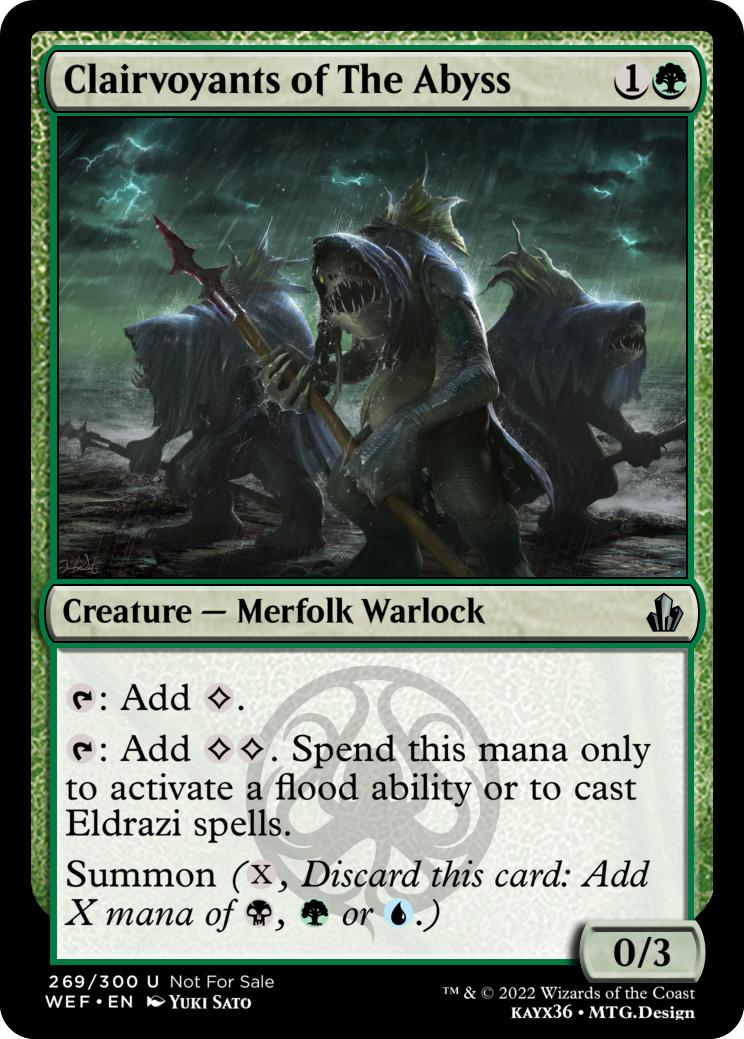 Clairvoyants of The Abyss 1
Creature — Merfolk Warlock
: Add .
: Add . Spend this mana only
to activate a flood ability or to cast
Eldrazi spells.
Summon (X, Discard this card: Add
X mana of , or .)
0/3
269/300 U Not For Sale
WEF • EN Yuki Sato
™ & © 2022 Wizards of the Coast
KAYX36 • MTG.Design